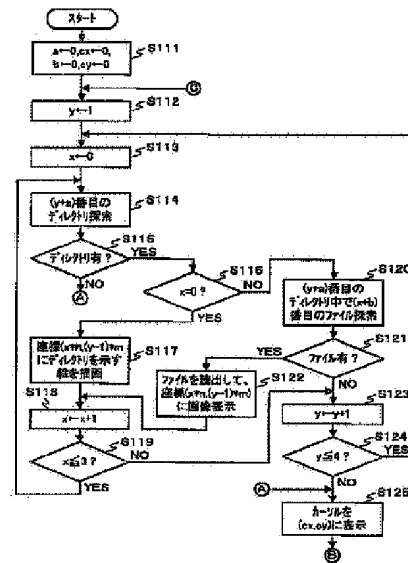 スタート
S111
a←0,cx←0,
b←0,cy←0
C
S112
y←1
S113
x←0
S114
(y+a)番目の
ディレクトリ探索
S115
ディレクトリ有?
YES
NO
A
S116
x=0?
NO
YES
S120
(y+a)番目の
ディレクトリ中で(x+b)
番目のファイル探索
S117
座標(x*n,(y-1)*m)
にディレクトリを示す
絵を描画
S121
ファイル有?
YES
NO
S122
ファイルを読出して、
座標(x*n,(y-1)*m)
に画像表示
S118
x←x+1
S119
x≦3?
NO
YES
S123
y←y+1
S124
y≦4?
YES
NO
A
S125
カーソルを
(cx,cy)に表示
B